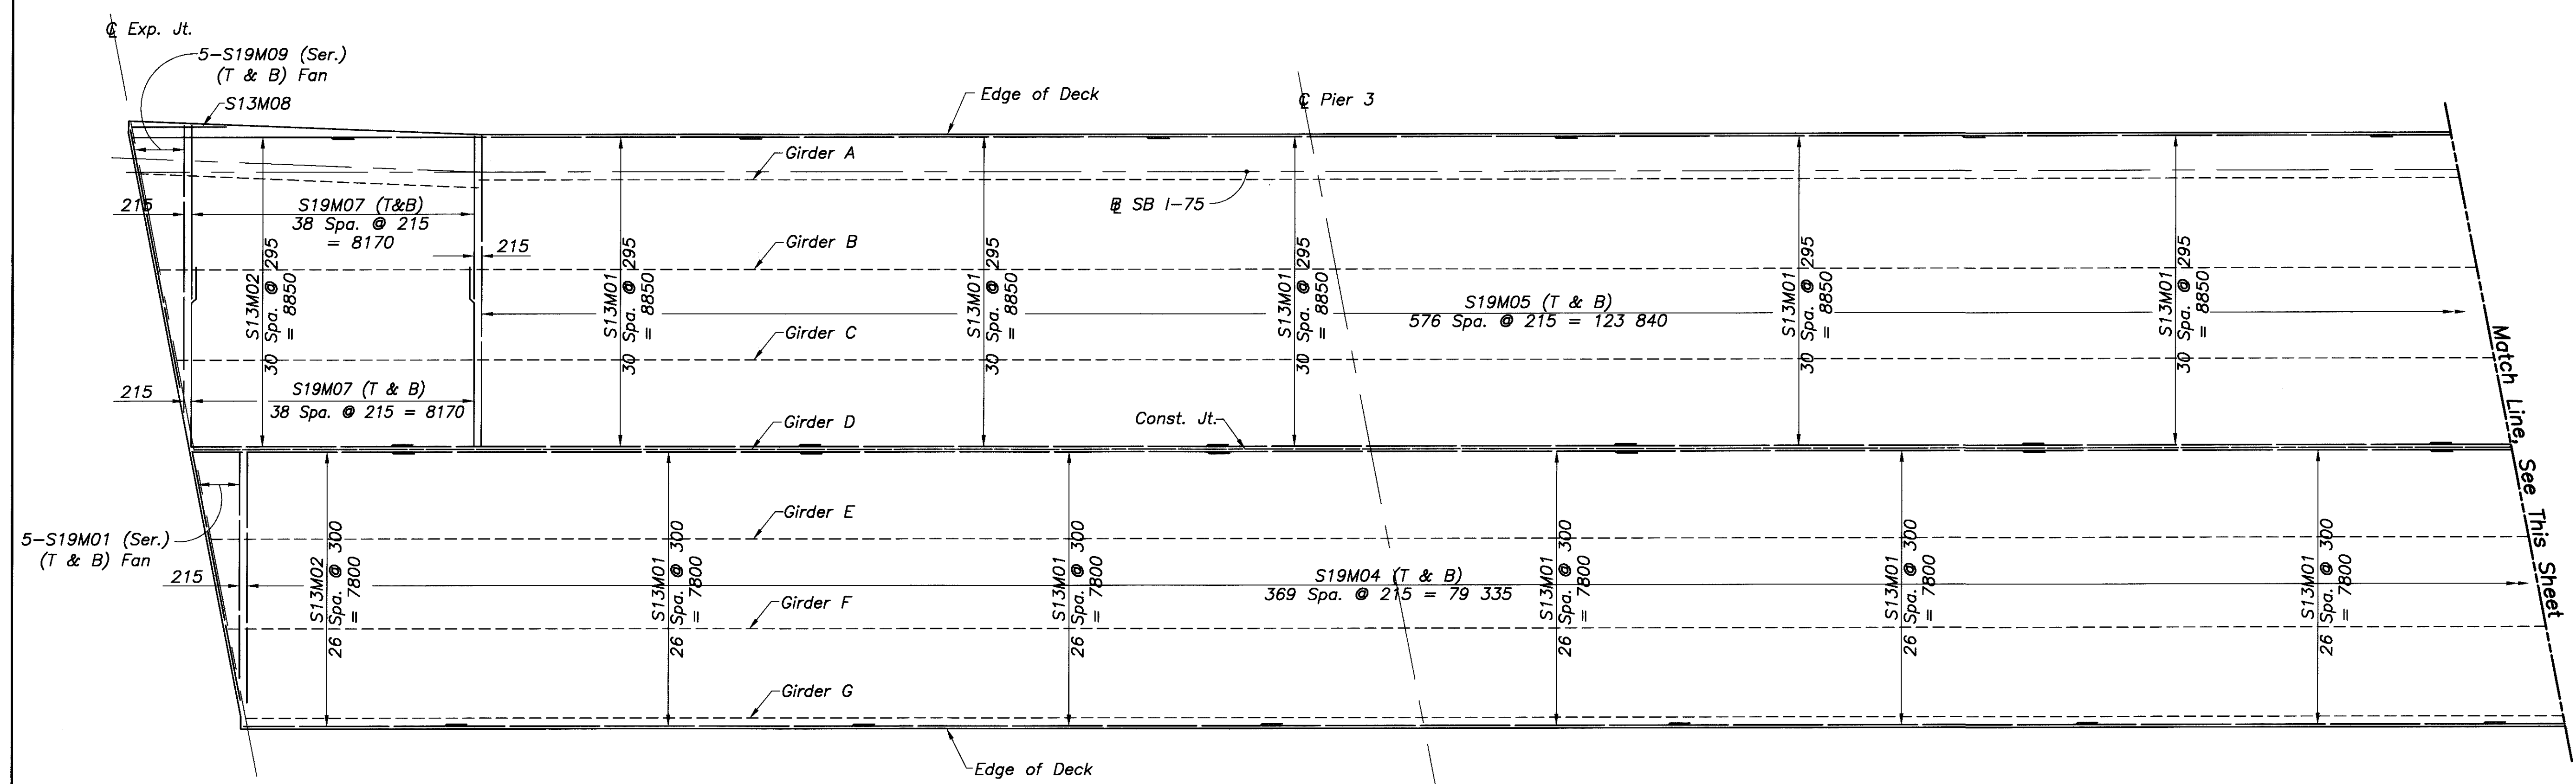 ℄ Exp. Jt.
5-S19M09 (Ser.)
(T & B) Fan
S13M08
Edge of Deck
℄ Pier 3
Girder A
215
S19M07 (T&B)
38 Spa. @ 215
= 8170
215
B̲L SB I-75
Girder B
S13M02
30 Spa. @ 295
= 8850
S13M01
30 Spa. @ 295
= 8850
S13M01
30 Spa. @ 295
= 8850
S13M01
30 Spa. @ 295
= 8850
S19M05 (T & B)
576 Spa. @ 215 = 123 840
S13M01
30 Spa. @ 295
= 8850
S13M01
30 Spa. @ 295
= 8850
Girder C
215
S19M07 (T & B)
38 Spa. @ 215 = 8170
Girder D
Const. Jt.
Match Line, See This Sheet
5-S19M01 (Ser.)
(T & B) Fan
Girder E
215
S13M02
26 Spa. @ 300
= 7800
S13M01
26 Spa. @ 300
= 7800
S13M01
26 Spa. @ 300
= 7800
S19M04 (T & B)
369 Spa. @ 215 = 79 335
S13M01
26 Spa. @ 300
= 7800
S13M01
26 Spa. @ 300
= 7800
S13M01
26 Spa. @ 300
= 7800
Girder F
Girder G
Edge of Deck